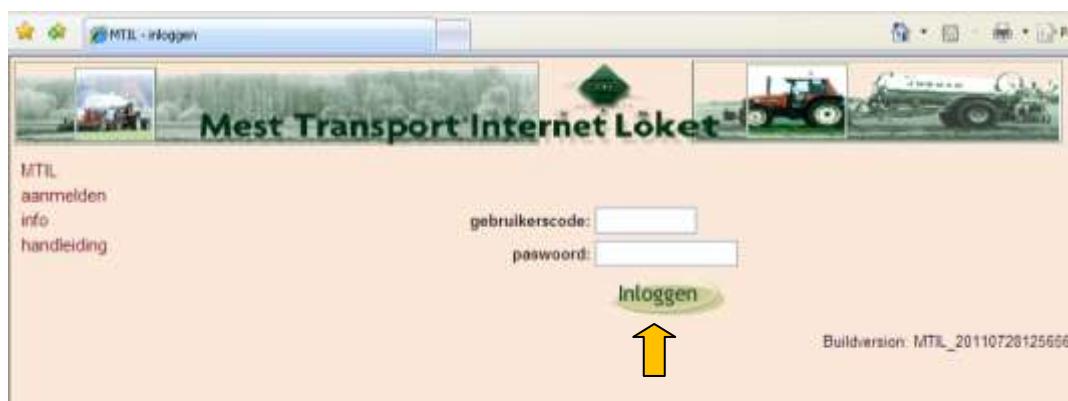 MTIL - inloggen
Mest Transport Internet Loket
MTIL
aanmelden
info
handleiding
gebruikerscode:
paswoord:
Inloggen
Buildversion: MTIL_20110728125656